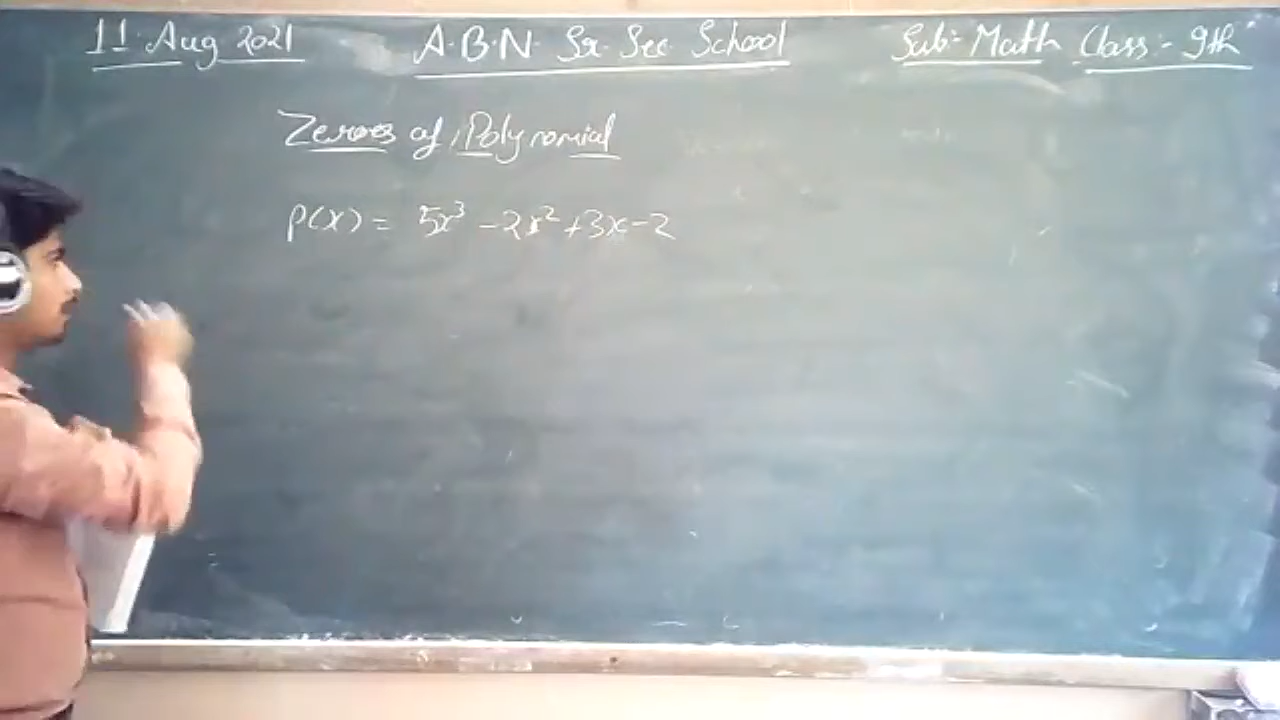 11 Aug 2021 A.B.N. Sr. Sec. School Sub:- Math Class:- 9th
Zeroes of Polynomial
p(x) = 5x³ - 2x² + 3x - 2